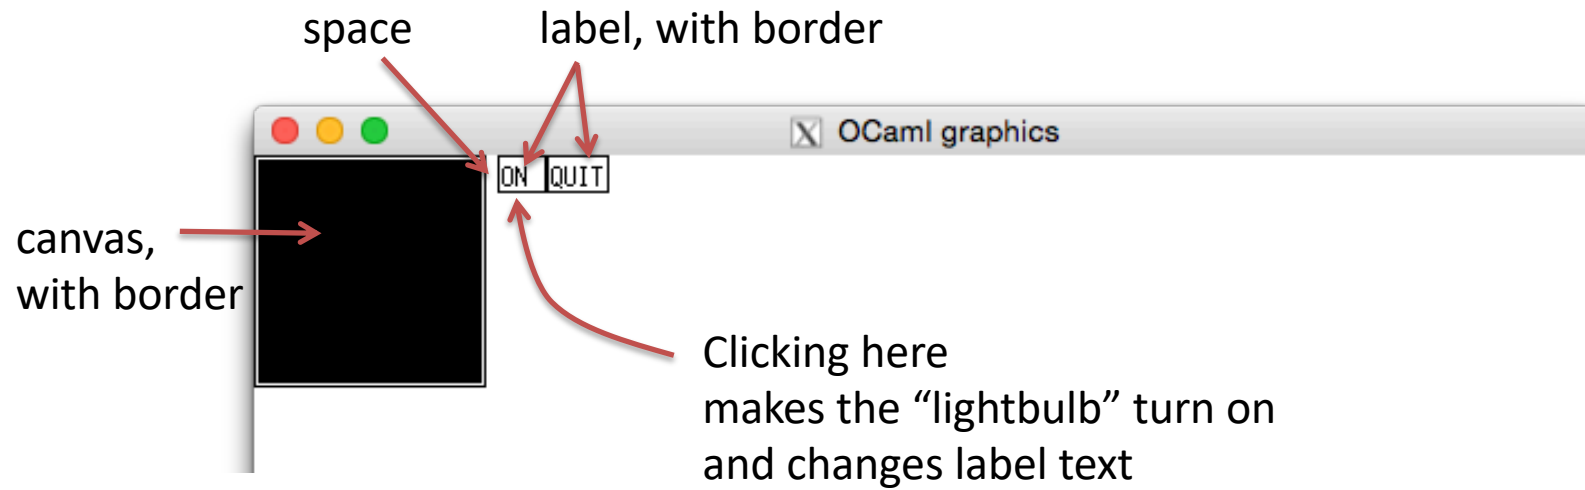 space
label, with border
X OCaml graphics
ON QUIT
canvas,
with border
Clicking here
makes the “lightbulb” turn on
and changes label text